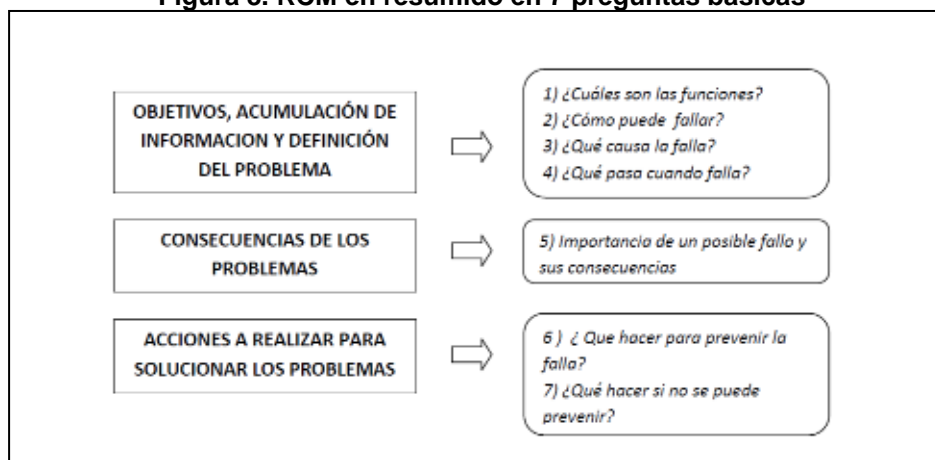 RCM en resumido en 7 preguntas básicas
OBJETIVOS, ACUMULACIÓN DE
INFORMACION Y DEFINICIÓN
DEL PROBLEMA
1) ¿Cuáles son las funciones?
2) ¿Cómo puede fallar?
3) ¿Qué causa la falla?
4) ¿Qué pasa cuando falla?
CONSECUENCIAS DE LOS
PROBLEMAS
5) Importancia de un posible fallo y
sus consecuencias
ACCIONES A REALIZAR PARA
SOLUCIONAR LOS PROBLEMAS
6 ) ¿ Que hacer para prevenir la
falla?
7) ¿Qué hacer si no se puede
prevenir?